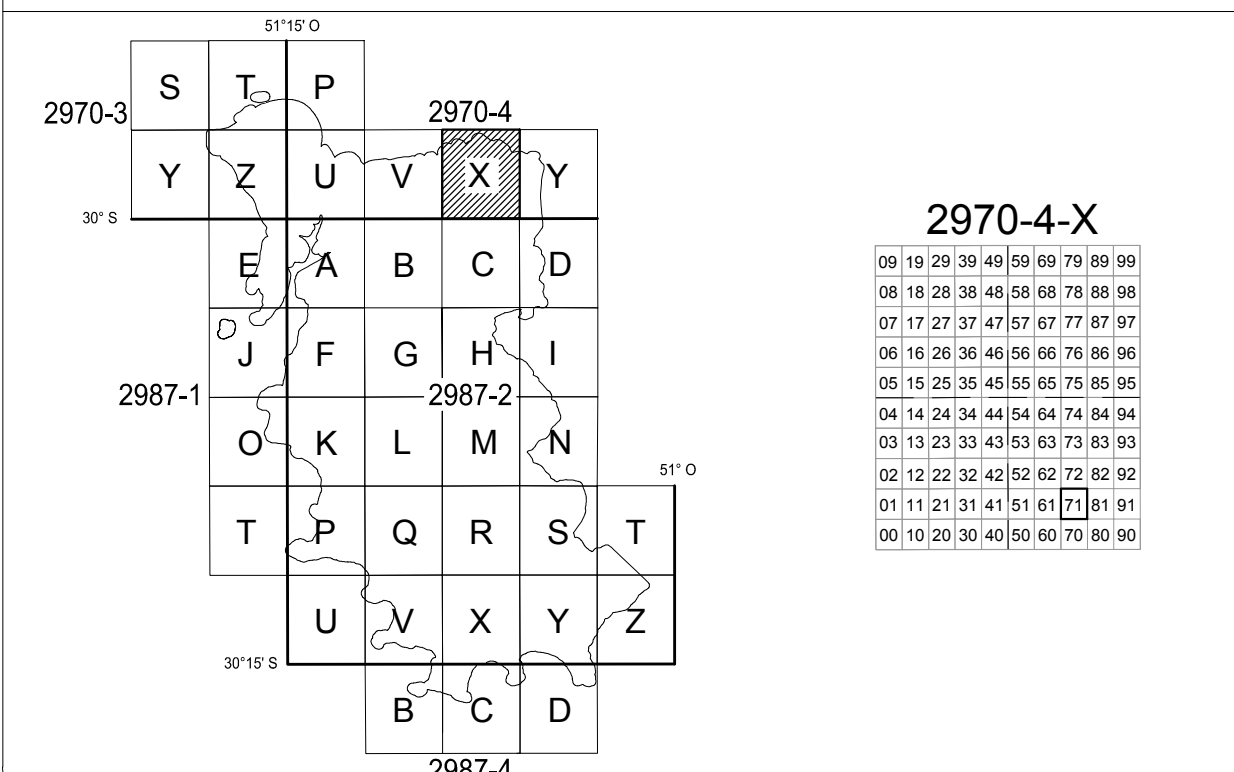 51°15' O
S T P
2970-3 2970-4
Y Z U V X Y
30° S
E A B C D
J F G H I
2987-1 2987-2
O K L M N
51° O
T P Q R S T
U V X Y Z
30°15' S
B C D
2987-4
2970-4-X
09 19 29 39 49 59 69 79 89 99
08 18 28 38 48 58 68 78 88 98
07 17 27 37 47 57 67 77 87 97
06 16 26 36 46 56 66 76 86 96
05 15 25 35 45 55 65 75 85 95
04 14 24 34 44 54 64 74 84 94
03 13 23 33 43 53 63 73 83 93
02 12 22 32 42 52 62 72 82 92
01 11 21 31 41 51 61 71 81 91
00 10 20 30 40 50 60 70 80 90